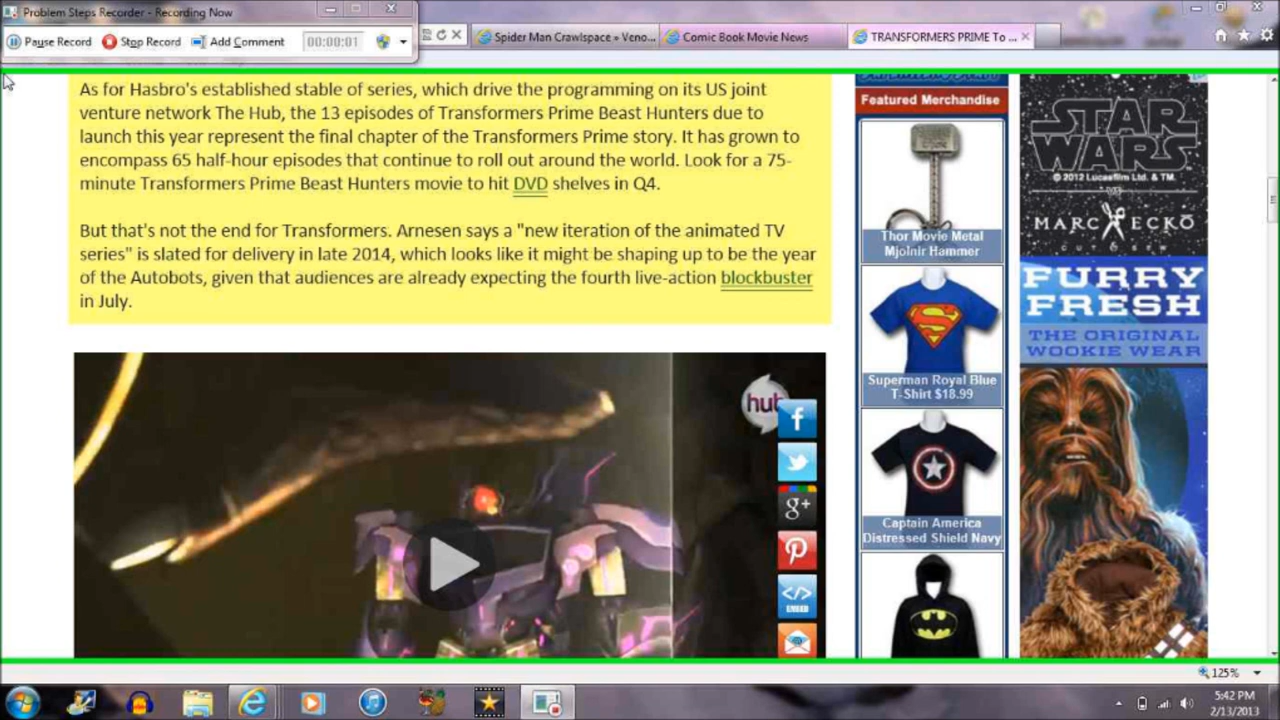 Problem Steps Recorder - Recording Now
Pause Record
Stop Record
Add Comment
00:00:01
Spider Man Crawlspace » Veno...
Comic Book Movie News
TRANSFORMERS PRIME To ...
As for Hasbro's established stable of series, which drive the programming on its US joint
venture network The Hub, the 13 episodes of Transformers Prime Beast Hunters due to
launch this year represent the final chapter of the Transformers Prime story. It has grown to
encompass 65 half-hour episodes that continue to roll out around the world. Look for a 75-
minute Transformers Prime Beast Hunters movie to hit DVD shelves in Q4.
But that's not the end for Transformers. Arnesen says a "new iteration of the animated TV
series" is slated for delivery in late 2014, which looks like it might be shaping up to be the year
of the Autobots, given that audiences are already expecting the fourth live-action blockbuster
in July.
hub
f
g+
</>
EMBED
Featured Merchandise
Thor Movie Metal
Mjolnir Hammer
Superman Royal Blue
T-Shirt $18.99
Captain America
Distressed Shield Navy
STAR
WARS
© 2012 Lucasfilm Ltd. & TM.
MARC ECKŌ
CUT & SEW
FURRY
FRESH
THE ORIGINAL
WOOKIE WEAR
125%
5:42 PM
2/13/2013